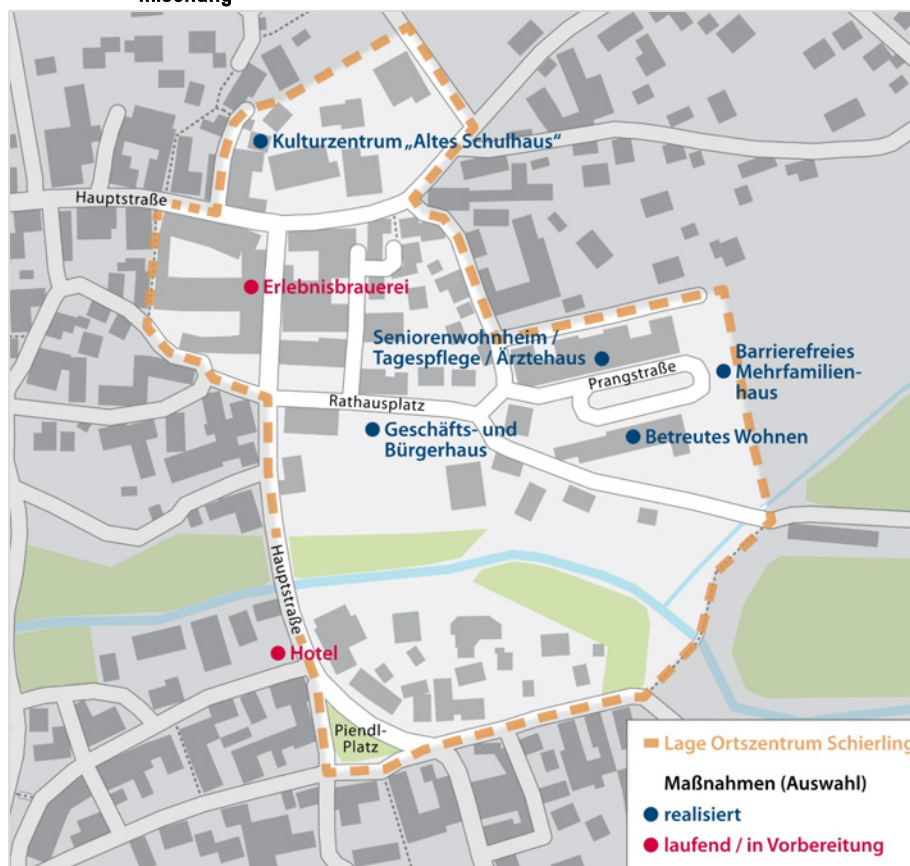 mischung
Kulturzentrum „Altes Schulhaus“
Hauptstraße
Erlebnisbrauerei
Seniorenwohnheim /
Tagespflege / Ärztehaus
Prangstraße
Barrierefreies
Mehrfamilien-
haus
Rathausplatz
Geschäfts- und
Bürgerhaus
Betreutes Wohnen
Hauptstraße
Hotel
Piendl-
Platz
Lage Ortszentrum Schierling
Maßnahmen (Auswahl)
realisiert
laufend / in Vorbereitung